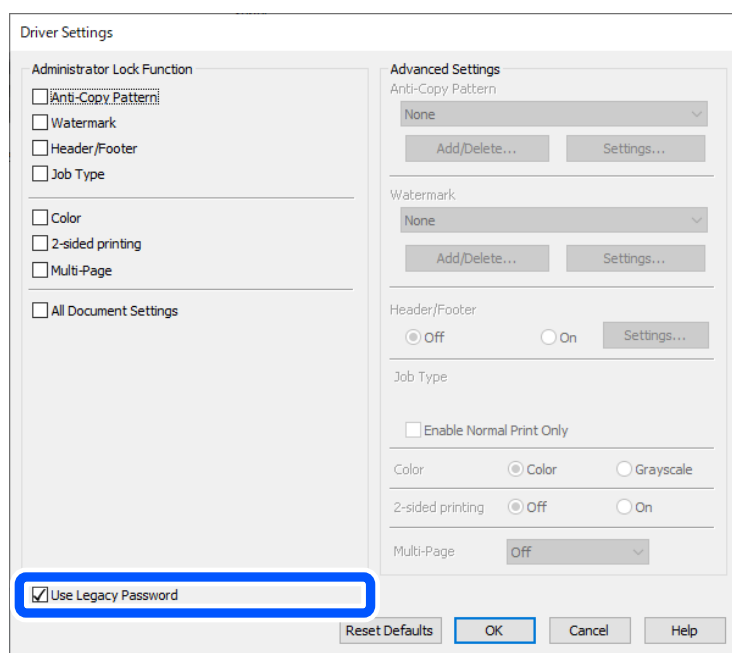 Driver Settings
Administrator Lock Function
Anti-Copy Pattern
Watermark
Header/Footer
Job Type
Color
2-sided printing
Multi-Page
All Document Settings
Use Legacy Password
Advanced Settings
Anti-Copy Pattern
None
Add/Delete... Settings...
Watermark
None
Add/Delete... Settings...
Header/Footer
Off On Settings...
Job Type
Enable Normal Print Only
Color Color Grayscale
2-sided printing Off On
Multi-Page Off
Reset Defaults OK Cancel Help